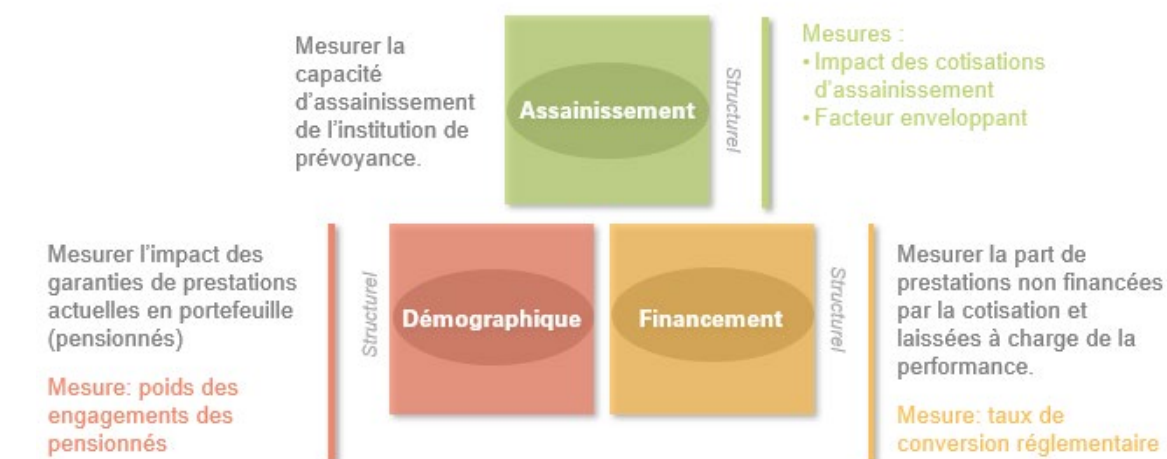 Mesurer la
capacité
d'assainissement
de l'institution de
prévoyance.
Assainissement
Structurel
Mesures :
• Impact des cotisations
d'assainissement
• Facteur enveloppant
Mesurer l'impact des
garanties de prestations
actuelles en portefeuille
(pensionnés)
Mesure: poids des
engagements des
pensionnés
Structurel
Démographique
Financement
Structurel
Mesurer la part de
prestations non financées
par la cotisation et
laissées à charge de la
performance.
Mesure: taux de
conversion réglementaire